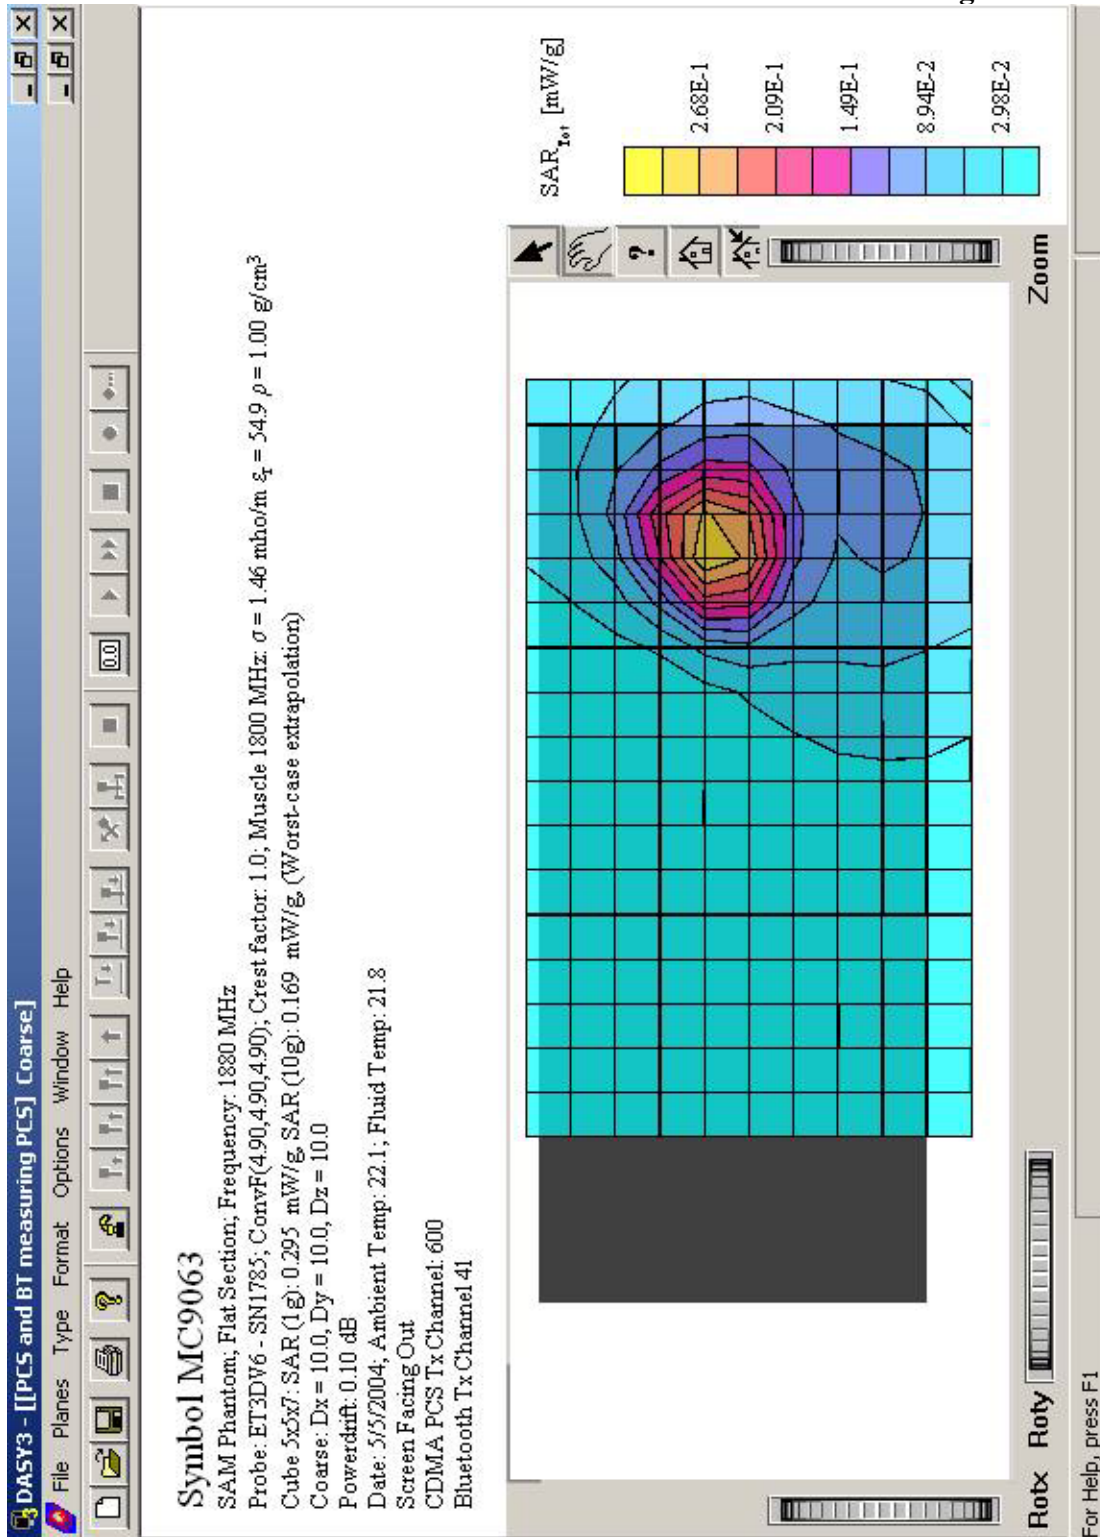 DASY3 - [[PCS and BT measuring PCS] Coarse]
File Planes Type Format Options Window Help
0.0
Symbol MC9063
SAM Phantom; Flat Section; Frequency: 1880 MHz
Probe: ET3DV6 - SN1785; ConvF(4.90,4.90,4.90); Crest factor: 1.0; Muscle 1800 MHz: σ = 1.46 mho/m εr = 54.9 ρ = 1.00 g/cm³
Cube 5x5x7: SAR (1g): 0.295 mW/g, SAR (10g): 0.169 mW/g, (Worst-case extrapolation)
Coarse: Dx = 10.0, Dy = 10.0, Dz = 10.0
Powerdrift: 0.10 dB
Date: 5/5/2004; Ambient Temp: 22.1; Fluid Temp: 21.8
Screen Facing Out
CDMA PCS Tx Channel: 600
Bluetooth Tx Channel 41
SARTot [mW/g]
2.68E-1
2.09E-1
1.49E-1
8.94E-2
2.98E-2
Rotx Roty Zoom
For Help, press F1